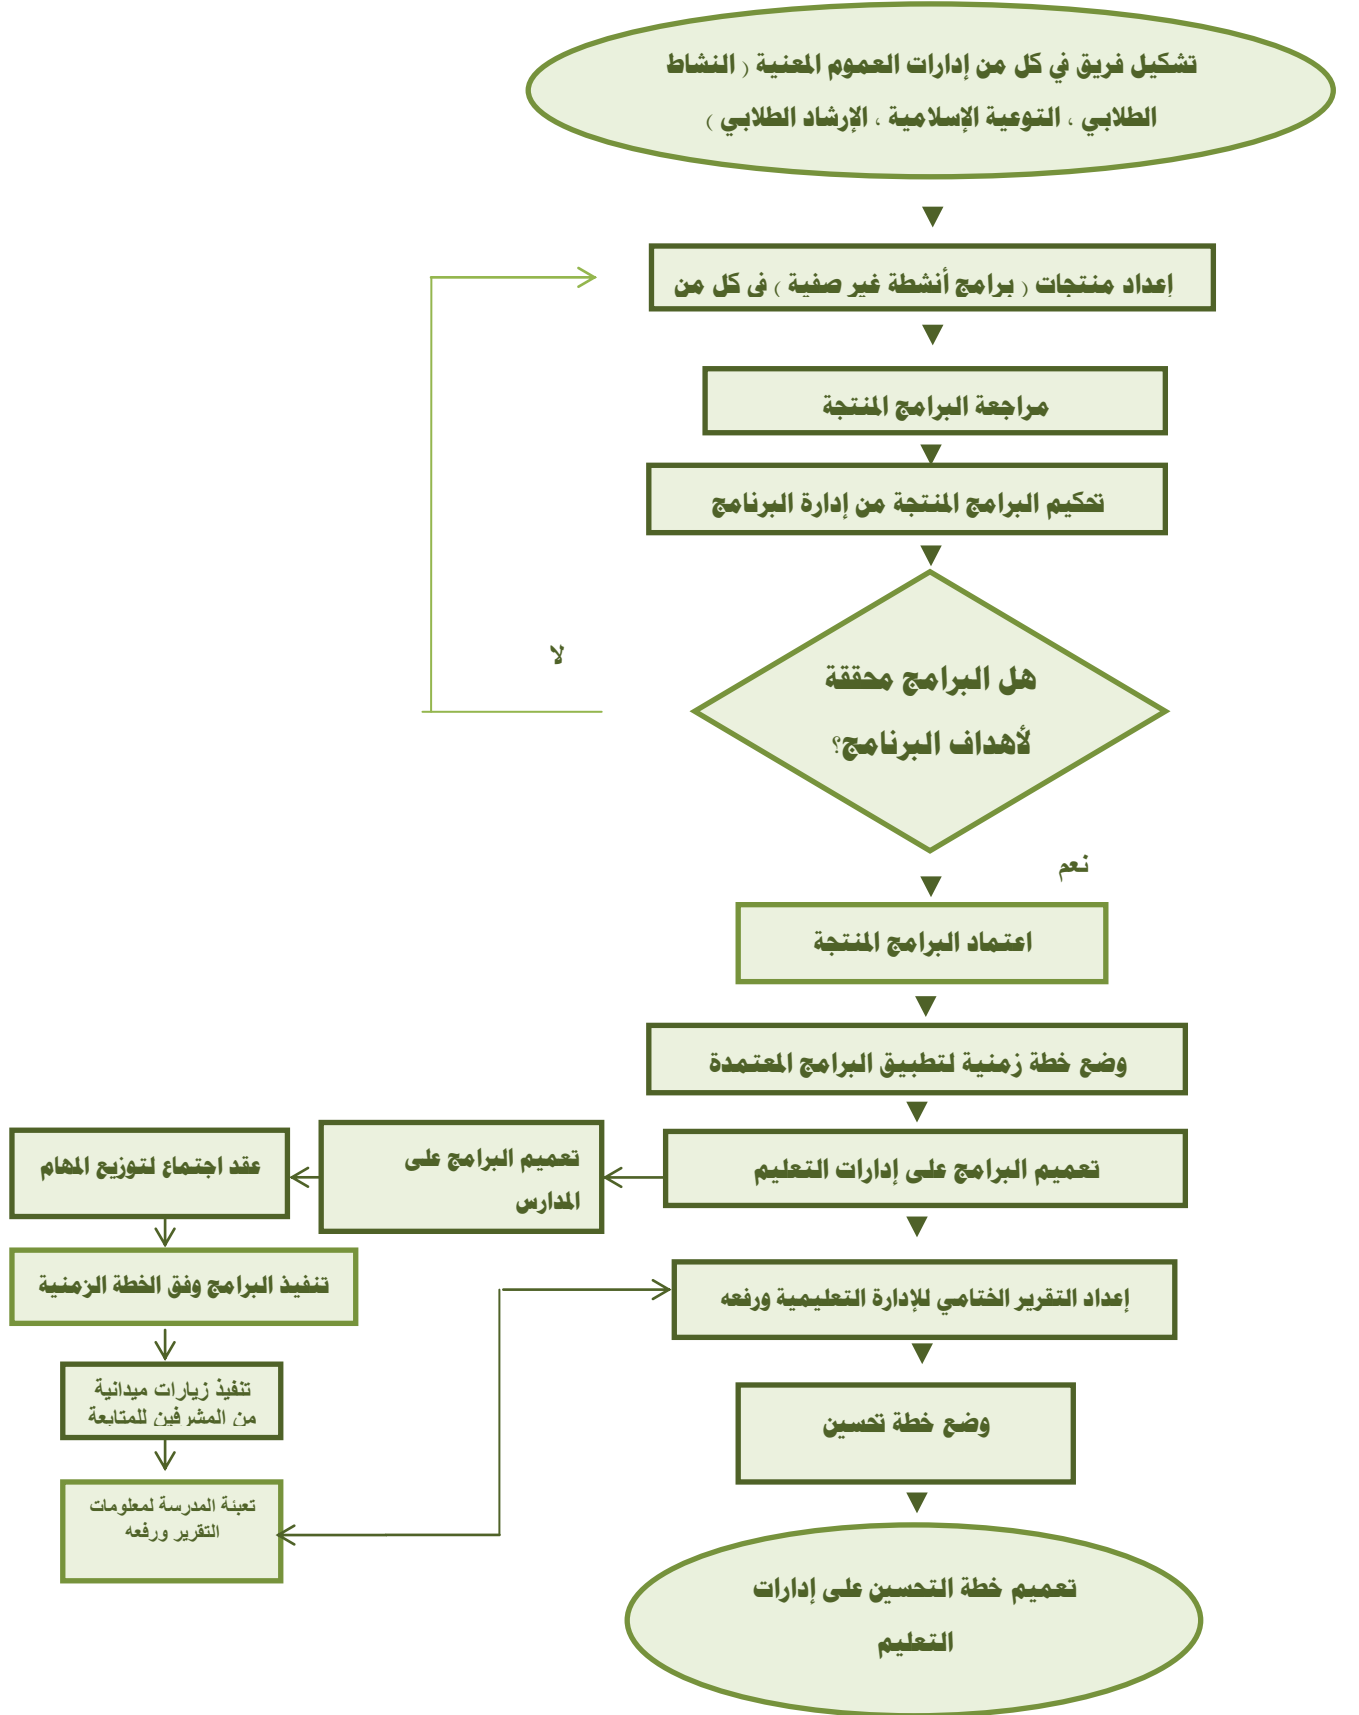 تشكيل فريق في كل من إدارات العموم المعنية ( النشاط
الطلابي ، التوعية الإسلامية ، الإرشاد الطلابي )
إعداد منتجات ( برامج أنشطة غير صفية ) في كل من
مراجعة البرامج المنتجة
تحكيم البرامج المنتجة من إدارة البرنامج
هل البرامج محققة
لأهداف البرنامج؟
لا
نعم
اعتماد البرامج المنتجة
وضع خطة زمنية لتطبيق البرامج المعتمدة
تعميم البرامج على إدارات التعليم
تعميم البرامج على
المدارس
عقد اجتماع لتوزيع المهام
تنفيذ البرامج وفق الخطة الزمنية
تنفيذ زيارات ميدانية
من المشرفين للمتابعة
تعبئة المدرسة لمعلومات
التقرير ورفعه
إعداد التقرير الختامي للإدارة التعليمية ورفعه
وضع خطة تحسين
تعميم خطة التحسين على إدارات
التعليم